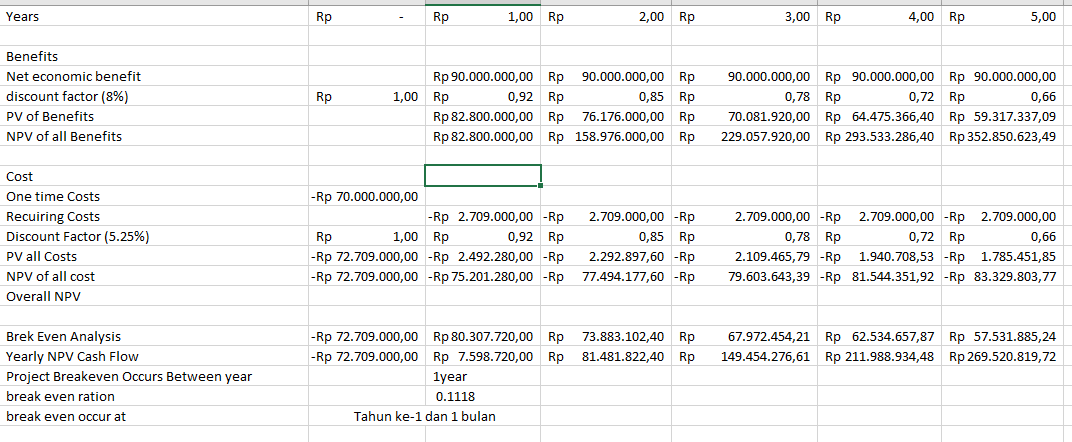 Years Rp - Rp 1,00 Rp 2,00 Rp 3,00 Rp 4,00 Rp 5,00
Benefits
Net economic benefit Rp 90.000.000,00 Rp 90.000.000,00 Rp 90.000.000,00 Rp 90.000.000,00 Rp 90.000.000,00
discount factor (8%) Rp 1,00 Rp 0,92 Rp 0,85 Rp 0,78 Rp 0,72 Rp 0,66
PV of Benefits Rp 82.800.000,00 Rp 76.176.000,00 Rp 70.081.920,00 Rp 64.475.366,40 Rp 59.317.337,09
NPV of all Benefits Rp 82.800.000,00 Rp 158.976.000,00 Rp 229.057.920,00 Rp 293.533.286,40 Rp 352.850.623,49
Cost
One time Costs -Rp 70.000.000,00
Recuiring Costs -Rp 2.709.000,00 -Rp 2.709.000,00 -Rp 2.709.000,00 -Rp 2.709.000,00 -Rp 2.709.000,00
Discount Factor (5.25%) Rp 1,00 Rp 0,92 Rp 0,85 Rp 0,78 Rp 0,72 Rp 0,66
PV all Costs -Rp 72.709.000,00 -Rp 2.492.280,00 -Rp 2.292.897,60 -Rp 2.109.465,79 -Rp 1.940.708,53 -Rp 1.785.451,85
NPV of all cost -Rp 72.709.000,00 -Rp 75.201.280,00 -Rp 77.494.177,60 -Rp 79.603.643,39 -Rp 81.544.351,92 -Rp 83.329.803,77
Overall NPV
Brek Even Analysis -Rp 72.709.000,00 Rp 80.307.720,00 Rp 73.883.102,40 Rp 67.972.454,21 Rp 62.534.657,87 Rp 57.531.885,24
Yearly NPV Cash Flow -Rp 72.709.000,00 Rp 7.598.720,00 Rp 81.481.822,40 Rp 149.454.276,61 Rp 211.988.934,48 Rp 269.520.819,72
Project Breakeven Occurs Between year 1year
break even ration 0.1118
break even occur at Tahun ke-1 dan 1 bulan